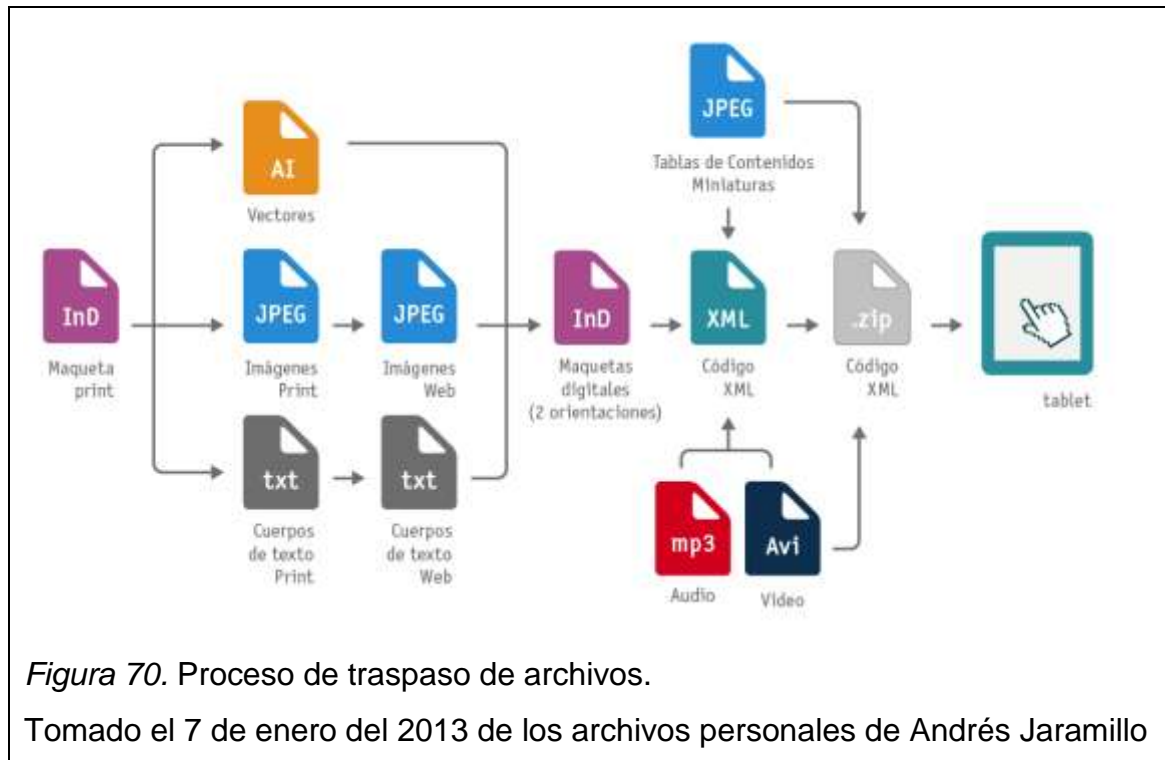 JPEG
Tablas de Contenidos
Miniaturas
AI
Vectores
InD
Maqueta
print
JPEG
Imágenes
Print
JPEG
Imágenes
Web
InD
Maquetas
digitales
(2 orientaciones)
XML
Código
XML
.zip
Código
XML
tablet
txt
Cuerpos
de texto
Print
txt
Cuerpos
de texto
Web
mp3
Audio
Avi
Video
Figura 70. Proceso de traspaso de archivos.
Tomado el 7 de enero del 2013 de los archivos personales de Andrés Jaramillo